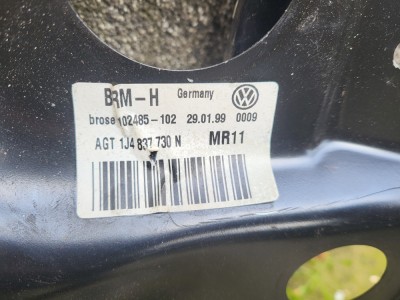 BRM-H Germany
brose 102485-102 29.01.99 0009
AGT 1J4 837 730 N MR11